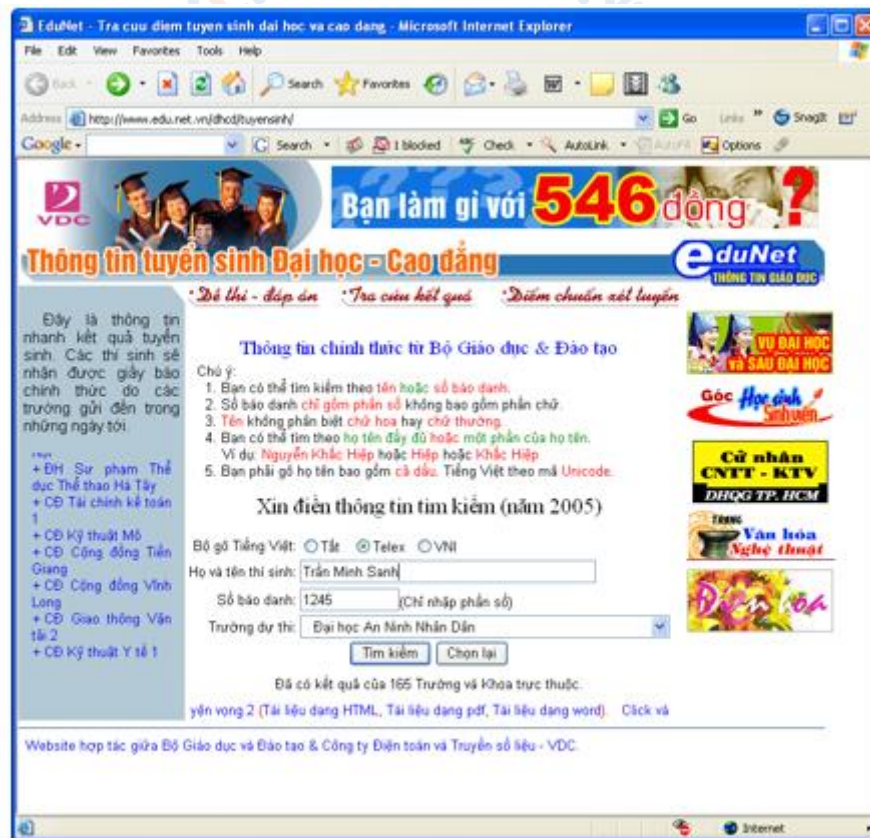 EduNet - Tra cuu diem tuyen sinh dai hoc va cao dang - Microsoft Internet Explorer
File Edit View Favorites Tools Help
Back Search Favorites
Address http://www.edu.net.vn/dhcd/tuyensinh/ Go Links » SnagIt
Google Search 1 blocked Check AutoLink AutoFill Options
VDC
Bạn làm gì với 546 đồng ?
Thông tin tuyển sinh Đại học - Cao đẳng
eduNet
THÔNG TIN GIÁO DỤC
Đề thi - đáp án Tra cứu kết quả Điểm chuẩn xét tuyển
Đây là thông tin
nhanh kết quả tuyển
sinh. Các thí sinh sẽ
nhận được giấy báo
chính thức do các
trường gửi đến trong
những ngày tới.
+ ĐH Sư phạm Thể
dục Thể thao Hà Tây
+ CĐ Tài chính kế toán
1
+ CĐ Kỹ thuật Mỏ
+ CĐ Cộng đồng Tiền
Giang
+ CĐ Cộng đồng Vĩnh
Long
+ CĐ Giao thông Vận
tải 2
+ CĐ Kỹ thuật Y tế 1
Thông tin chính thức từ Bộ Giáo dục & Đào tạo
Chú ý:
1. Bạn có thể tìm kiếm theo tên hoặc số báo danh.
2. Số báo danh chỉ gồm phần số không bao gồm phần chữ.
3. Tên không phân biệt chữ hoa hay chữ thường.
4. Bạn có thể tìm theo họ tên đầy đủ hoặc một phần của họ tên.
Ví dụ: Nguyễn Khắc Hiệp hoặc Hiệp hoặc Khắc Hiệp
5. Bạn phải gõ họ tên bao gồm cả dấu. Tiếng Việt theo mã Unicode.
Xin điền thông tin tìm kiếm (năm 2005)
Bộ gõ Tiếng Việt: Tắt Telex VNI
Họ và tên thí sinh: Trần Minh Sanh
Số báo danh: 1245 (Chỉ nhập phần số)
Trường dự thi: Đại học An Ninh Nhân Dân
Tìm kiếm Chọn lại
Đã có kết quả của 165 Trường và Khoa trực thuộc.
yện vọng 2 (Tài liệu dạng HTML, Tài liệu dạng pdf, Tài liệu dạng word). Click và
VỤ ĐẠI HỌC
và SAU ĐẠI HỌC
Góc Học sinh
Sinh viên
Cử nhân
CNTT - KTV
ĐHQG TP. HCM
TRANG
Văn hóa
Nghệ thuật
Điện hoa
Website hợp tác giữa Bộ Giáo dục và Đào tạo & Công ty Điện toán và Truyền số liệu - VDC.
Internet